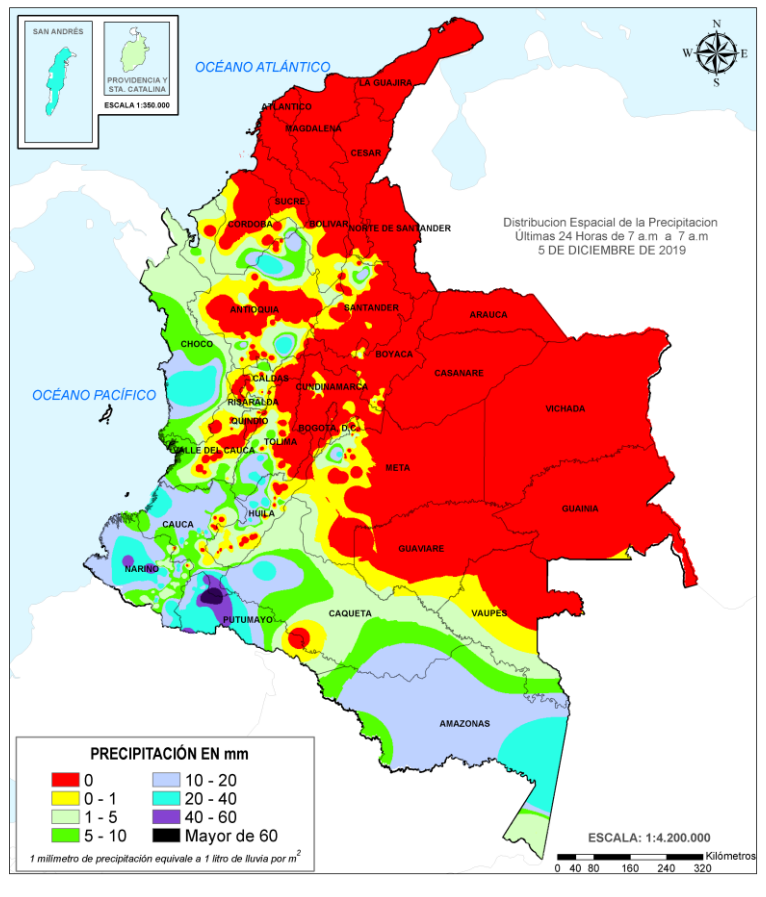 SAN ANDRÉS
PROVIDENCIA Y
STA. CATALINA
ESCALA 1:350.000
N
W
E
S
OCÉANO ATLÁNTICO
LA GUAJIRA
ATLANTICO
MAGDALENA
CESAR
SUCRE
CORDOBA
BOLIVAR
NORTE DE SANTANDER
Distribucion Espacial de la Precipitacion
Últimas 24 Horas de 7 a.m a 7 a.m
5 DE DICIEMBRE DE 2019
ANTIOQUIA
SANTANDER
ARAUCA
CHOCO
BOYACA
CASANARE
CALDAS
CUNDINAMARCA
OCÉANO PACÍFICO
RISARALDA
VICHADA
QUINDIO
BOGOTA, D.C.
TOLIMA
VALLE DEL CAUCA
META
GUAINIA
HUILA
CAUCA
GUAVIARE
NARIÑO
CAQUETA
VAUPES
PUTUMAYO
AMAZONAS
PRECIPITACIÓN EN mm
0
0 - 1
1 - 5
5 - 10
10 - 20
20 - 40
40 - 60
Mayor de 60
1 milímetro de precipitación equivale a 1 litro de lluvia por m2
ESCALA: 1:4.200.000
Kilómetros
0 40 80 160 240 320